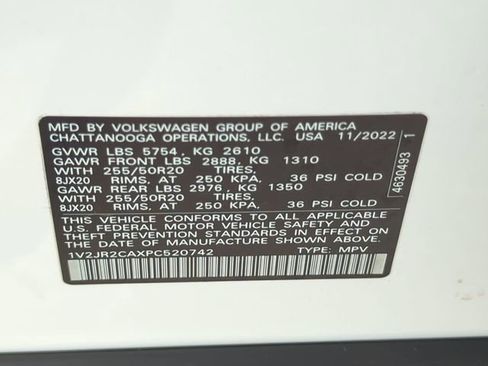 MFD BY VOLKSWAGEN GROUP OF AMERICA
CHATTANOOGA OPERATIONS, LLC. USA 11/2022
GVWR LBS 5754, KG 2610
GAWR FRONT LBS 2888, KG 1310
WITH 255/50R20 TIRES,
8JX20 RIMS, AT 250 KPA, 36 PSI COLD
GAWR REAR LBS 2976, KG 1350
WITH 255/50R20 TIRES,
8JX20 RIMS, AT 250 KPA, 36 PSI COLD
THIS VEHICLE CONFORMS TO ALL APPLICABLE
U.S. FEDERAL MOTOR VEHICLE SAFETY AND
THEFT PREVENTION STANDARDS IN EFFECT ON THE
DATE OF MANUFACTURE SHOWN ABOVE.
1V2JR2CAXPC520742 TYPE: MPV
4630493 1